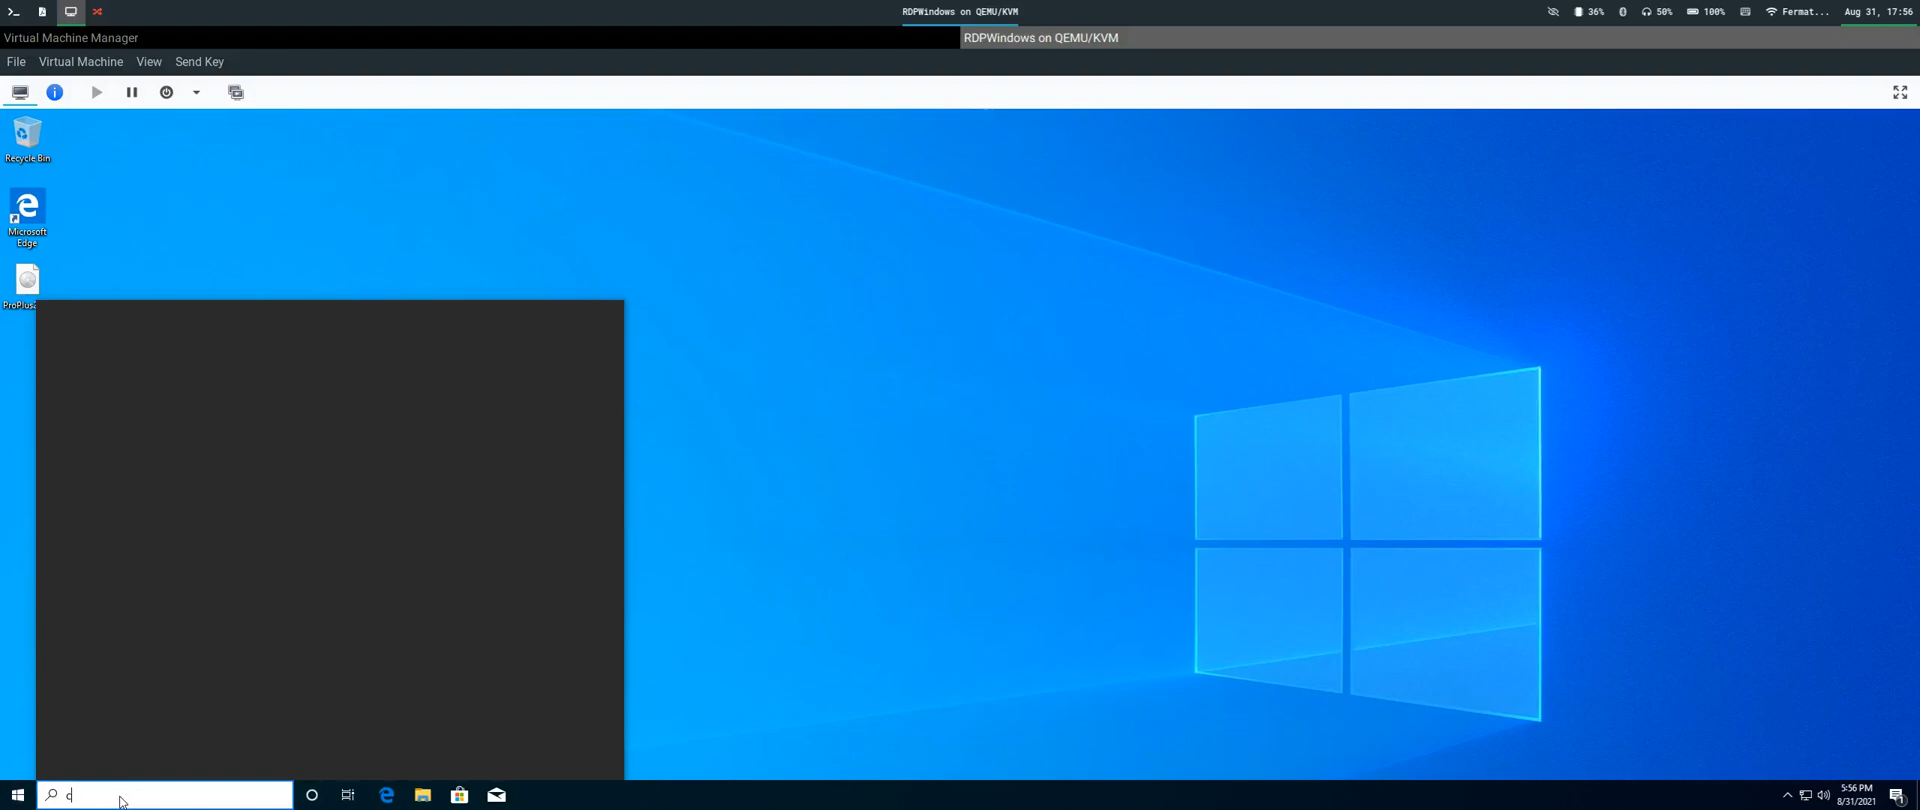 RDPWindows on QEMU/KVM
36%
50%
100%
Fermat...
Aug 31, 17:56
Virtual Machine Manager
RDPWindows on QEMU/KVM
File Virtual Machine View Send Key
Recycle Bin
Microsoft
Edge
c
5:56 PM
8/31/2021
1